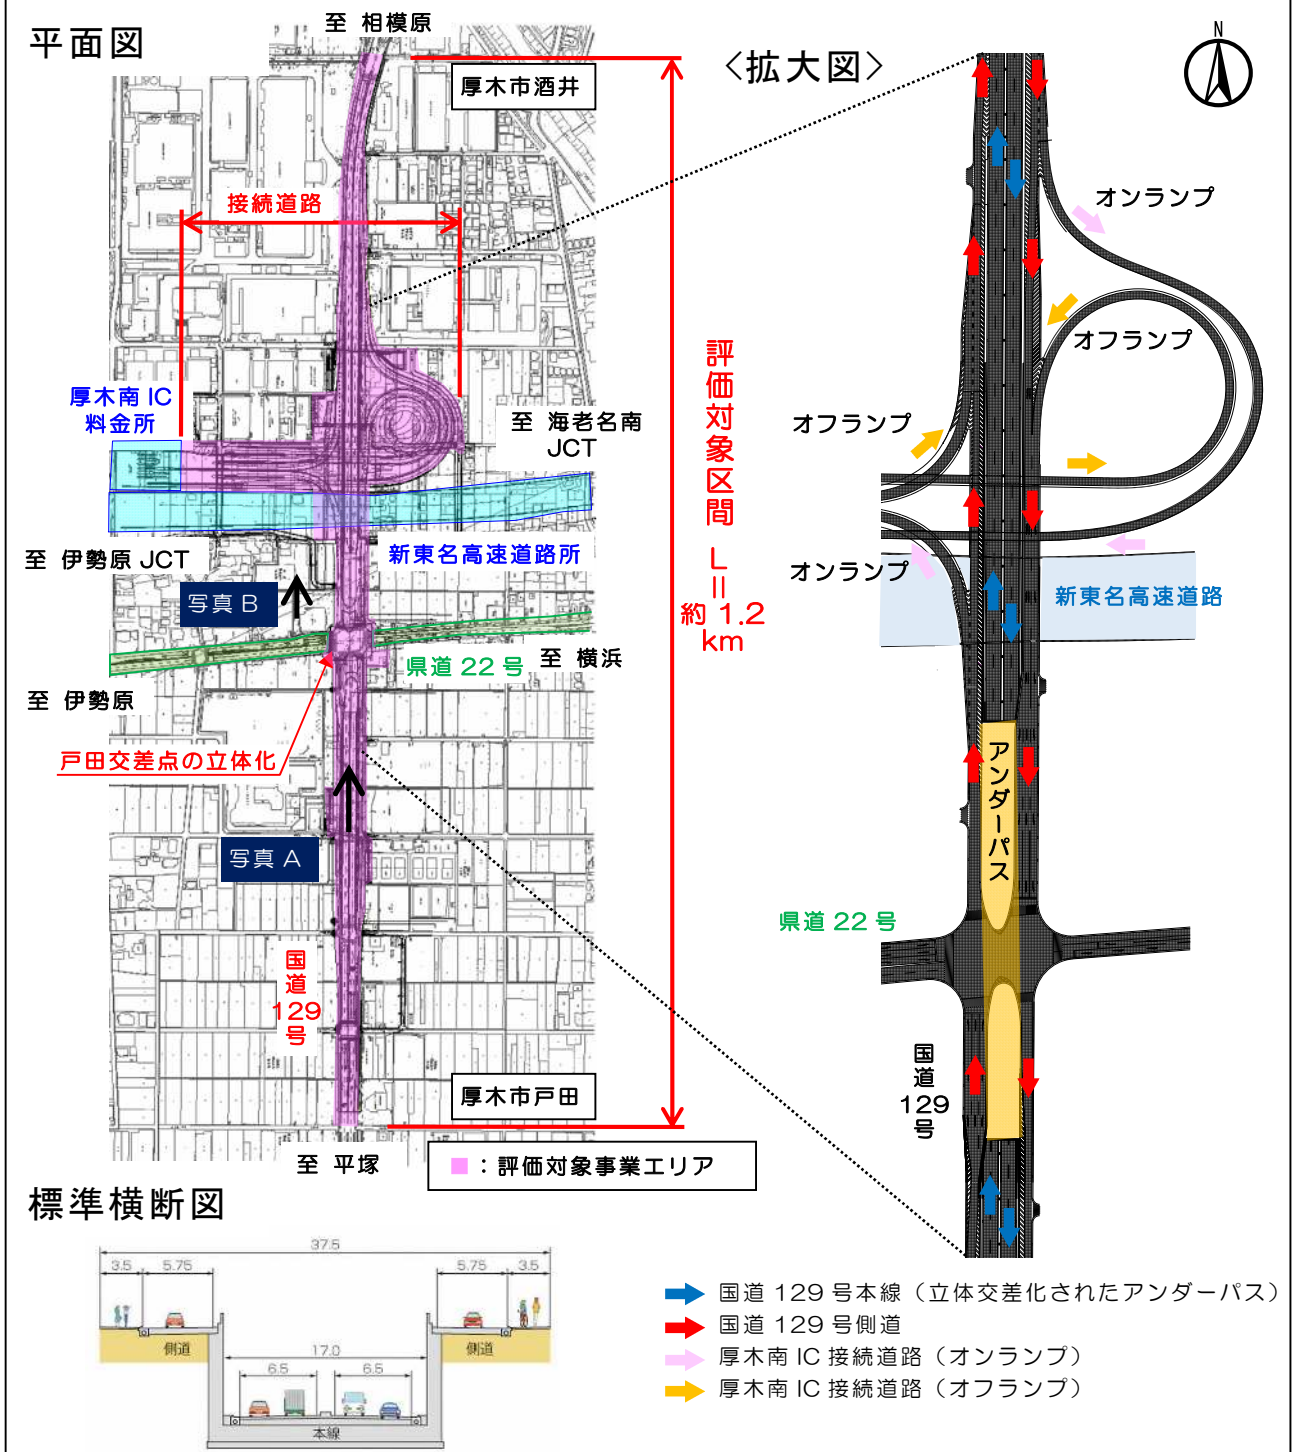 平面図
至 相模原
厚木市酒井
接続道路
厚木南 IC
料金所
至 海老名南
JCT
至 伊勢原 JCT
新東名高速道路所
写真 B
県道 22 号
至 横浜
至 伊勢原
戸田交差点の立体化
写真 A
国道129号
厚木市戸田
至 平塚
：評価対象事業エリア
評価対象区間 L=
約 1.2
km
〈拡大図〉
N
オンランプ
オフランプ
オフランプ
オンランプ
新東名高速道路
アンダーパス
県道 22 号
国道129号
標準横断図
37.5
3.5 5.75 5.75 3.5
側道 側道
17.0
6.5 6.5
本線
国道 129 号本線（立体交差化されたアンダーパス）
国道 129 号側道
厚木南 IC 接続道路（オンランプ）
厚木南 IC 接続道路（オフランプ）